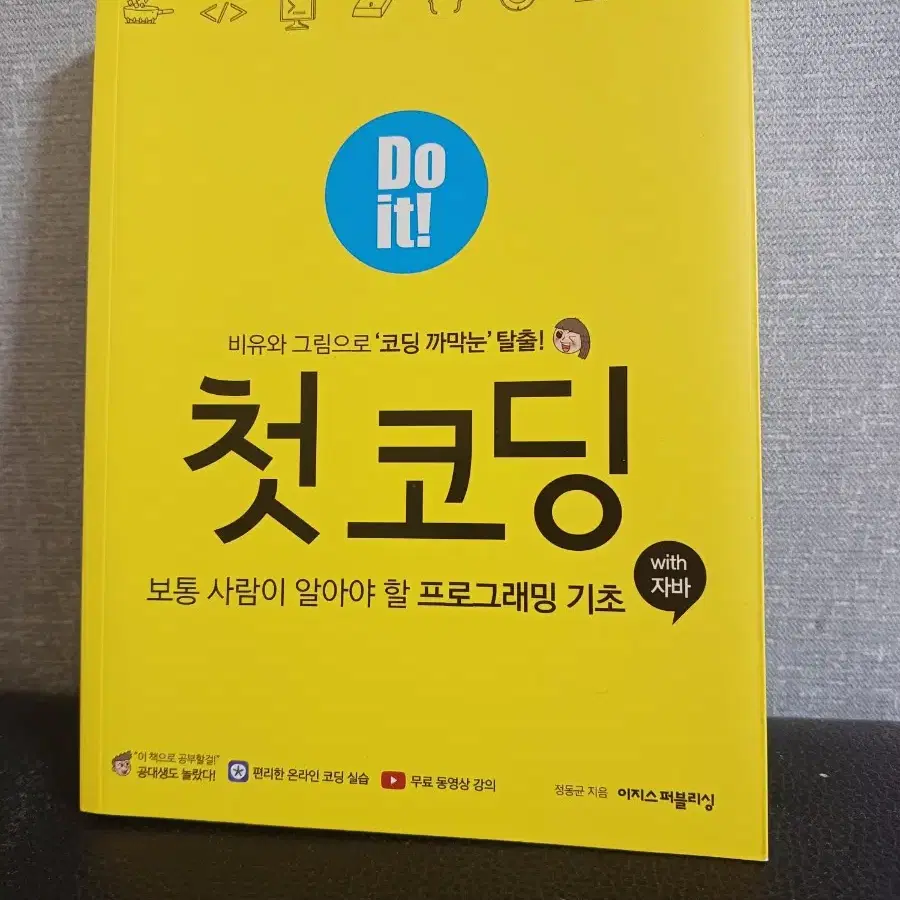 </>
{ }
Do
it!
비유와 그림으로 '코딩 까막눈' 탈출!
첫 코딩
with
자바
보통 사람이 알아야 할 프로그래밍 기초
"이 책으로 공부할걸!"
공대생도 놀랐다!
편리한 온라인 코딩 실습
무료 동영상 강의
정동균 지음 이지스퍼블리싱